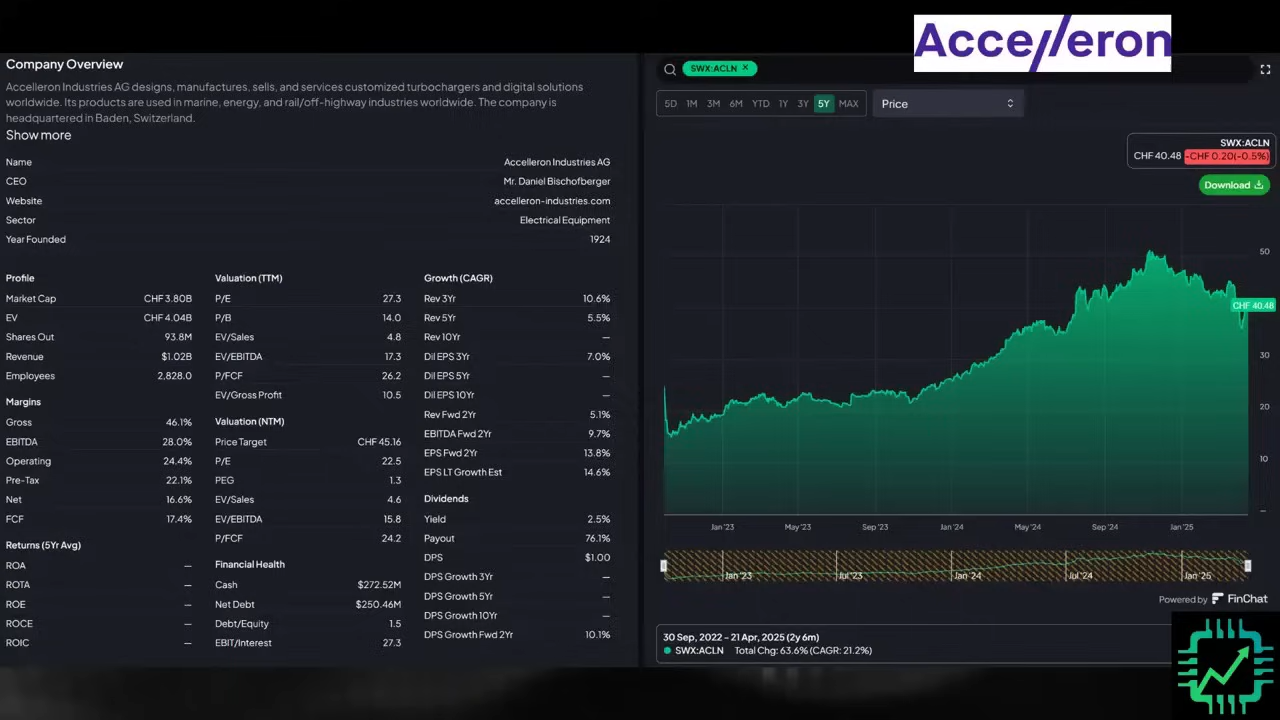 Accelleron
Company Overview
Accelleron Industries AG designs, manufactures, sells, and services customized turbochargers and digital solutions
worldwide. Its products are used in marine, energy, and rail/off-highway industries worldwide. The company is
headquartered in Baden, Switzerland.
Show more
Name Accelleron Industries AG
CEO Mr. Daniel Bischofberger
Website accelleron-industries.com
Sector Electrical Equipment
Year Founded 1924
Profile
Market Cap CHF 3.80B
EV CHF 4.04B
Shares Out 93.8M
Revenue $1.02B
Employees 2,828.0
Margins
Gross 46.1%
EBITDA 28.0%
Operating 24.4%
Pre-Tax 22.1%
Net 16.6%
FCF 17.4%
Returns (5Yr Avg)
ROA —
ROTA —
ROE —
ROCE —
ROIC —
Valuation (TTM)
P/E 27.3
P/B 14.0
EV/Sales 4.8
EV/EBITDA 17.3
P/FCF 26.2
EV/Gross Profit 10.5
Valuation (NTM)
Price Target CHF 45.16
P/E 22.5
PEG 1.3
EV/Sales 4.6
EV/EBITDA 15.8
P/FCF 24.2
Financial Health
Cash $272.52M
Net Debt $250.46M
Debt/Equity 1.5
EBIT/Interest 27.3
Growth (CAGR)
Rev 3Yr 10.6%
Rev 5Yr 5.5%
Rev 10Yr —
Dil EPS 3Yr 7.0%
Dil EPS 5Yr —
Dil EPS 10Yr —
Rev Fwd 2Yr 5.1%
EBITDA Fwd 2Yr 9.7%
EPS Fwd 2Yr 13.8%
EPS LT Growth Est 14.6%
Dividends
Yield 2.5%
Payout 76.1%
DPS $1.00
DPS Growth 3Yr —
DPS Growth 5Yr —
DPS Growth 10Yr —
DPS Growth Fwd 2Yr 10.1%
SWX:ACLN ×
5D 1M 3M 6M YTD 1Y 3Y 5Y MAX Price
SWX:ACLN
CHF 40.48 -CHF 0.20(-0.5%)
Download
50
CHF 40.48
30
20
10
—
Jan '23 May '23 Sep '23 Jan '24 May '24 Sep '24 Jan '25
Jan '23 Jul '23 Jan '24 Jul '24 Jan '25
Powered by FinChat
30 Sep, 2022 - 21 Apr, 2025 (2y 6m)
SWX:ACLN Total Chg: 63.6% (CAGR: 21.2%)